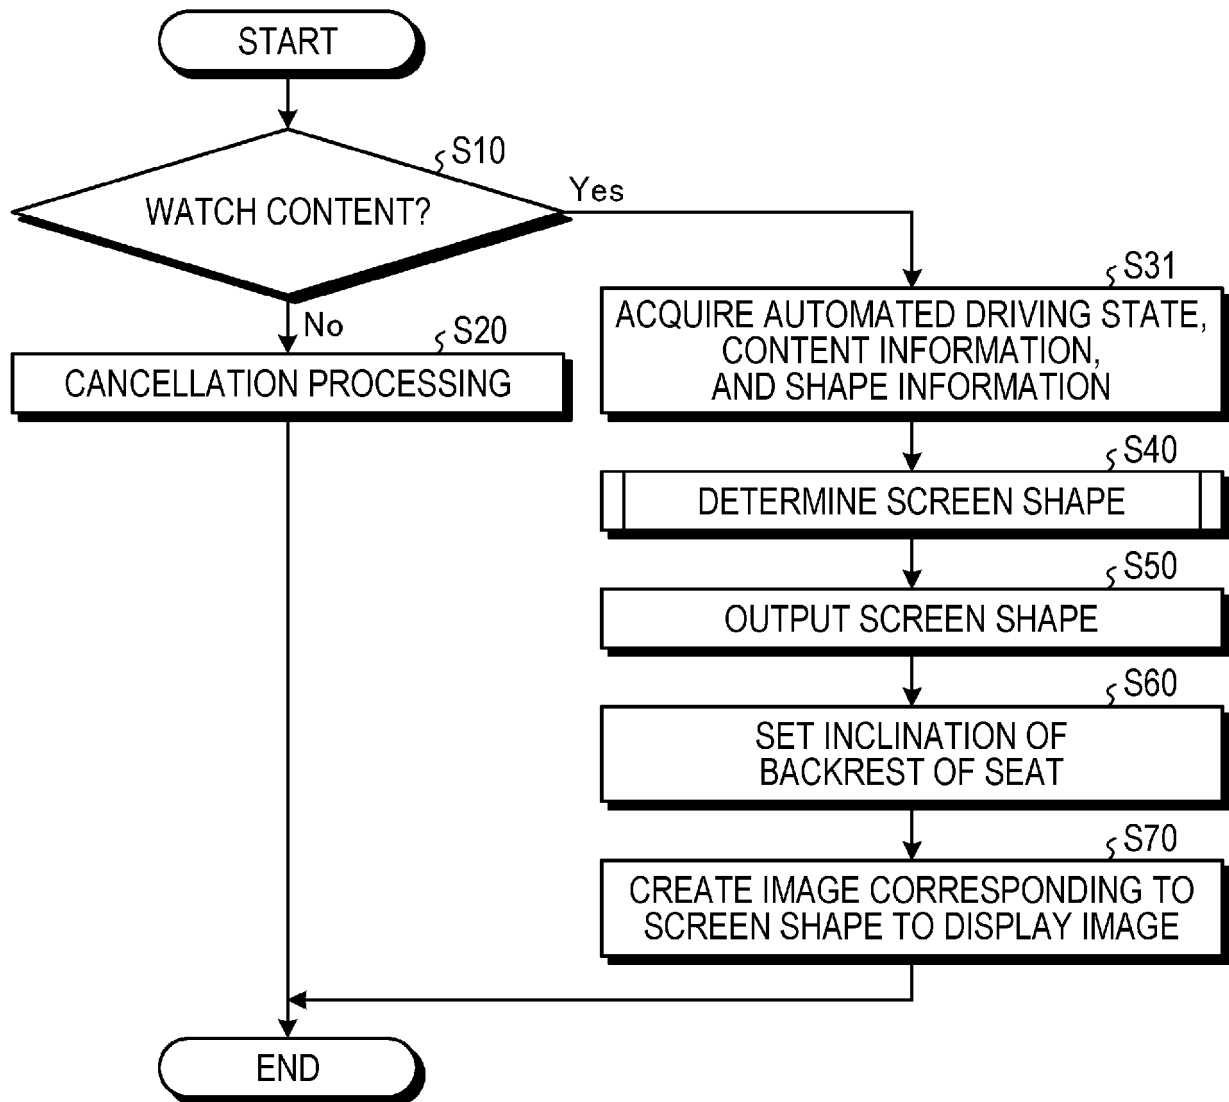 START
S10
WATCH CONTENT?
Yes
No
S20
CANCELLATION PROCESSING
S31
ACQUIRE AUTOMATED DRIVING STATE,
CONTENT INFORMATION,
AND SHAPE INFORMATION
S40
DETERMINE SCREEN SHAPE
S50
OUTPUT SCREEN SHAPE
S60
SET INCLINATION OF
BACKREST OF SEAT
S70
CREATE IMAGE CORRESPONDING TO
SCREEN SHAPE TO DISPLAY IMAGE
END